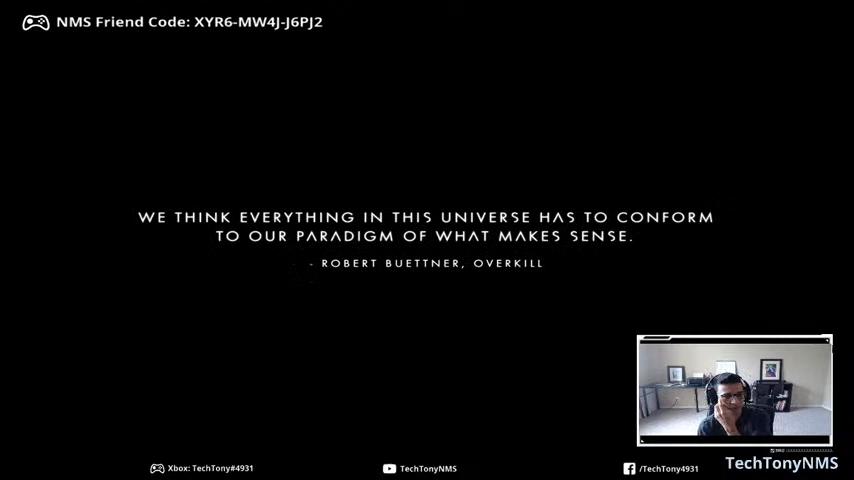 NMS Friend Code: XYR6-MW4J-J6PJ2
WE THINK EVERYTHING IN THIS UNIVERSE HAS TO CONFORM
TO OUR PARADIGM OF WHAT MAKES SENSE.
- ROBERT BUETTNER, OVERKILL
Xbox: TechTony#4931
TechTonyNMS
/TechTony4931
TechTonyNMS